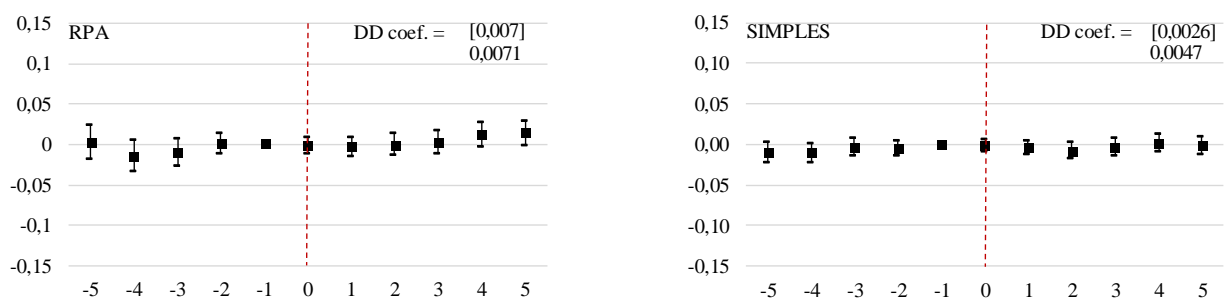 0,15
RPA
DD coef. = [0,007]
0,0071
0,1
0,05
0
-0,05
-0,1
-0,15
-5 -4 -3 -2 -1 0 1 2 3 4 5
0,15
SIMPLES
DD coef. = [0,0026]
0,0047
0,10
0,05
0,00
-0,05
-0,10
-0,15
-5 -4 -3 -2 -1 0 1 2 3 4 5